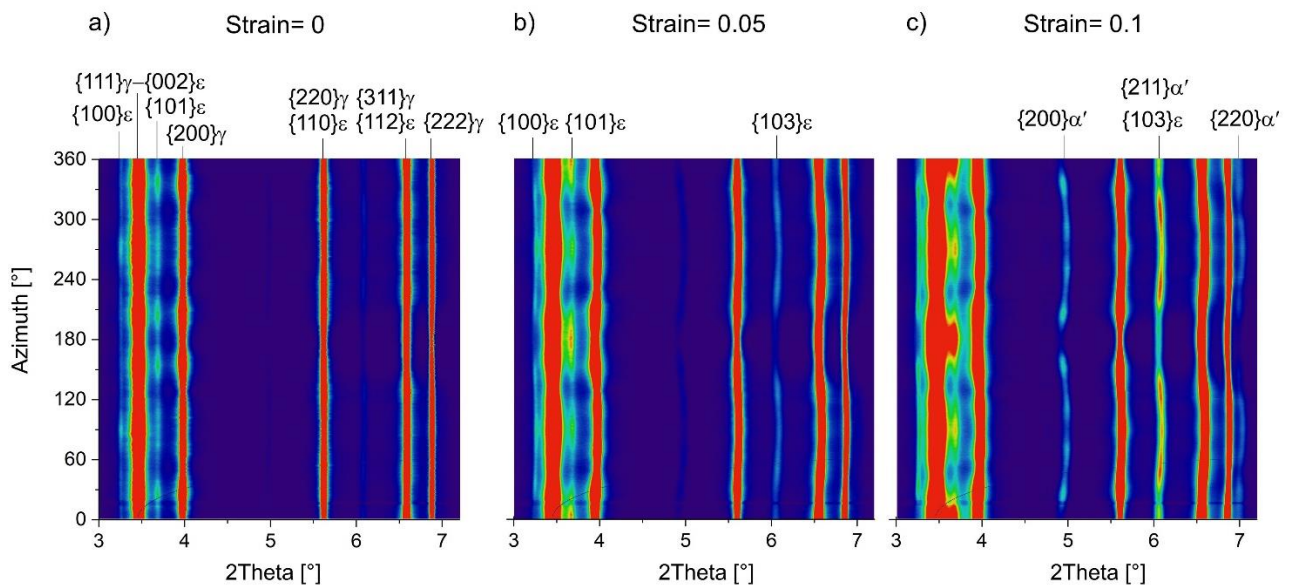 a) Strain= 0
b) Strain= 0.05
c) Strain= 0.1
{111}γ–{002}ε
{100}ε {101}ε
{200}γ
{220}γ {311}γ
{110}ε {112}ε {222}γ
{100}ε {101}ε {103}ε
{211}α′
{200}α′ {103}ε {220}α′
360
300
240
180
120
60
0
Azimuth [°]
3 4 5 6 7
3 4 5 6 7
3 4 5 6 7
2Theta [°]
2Theta [°]
2Theta [°]